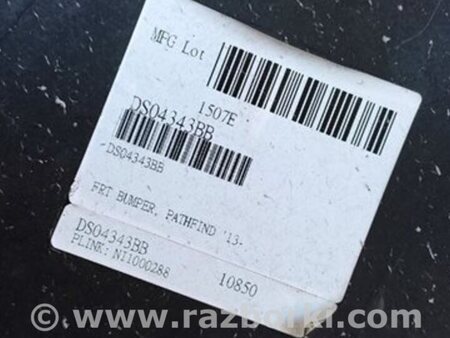 MFG Lot
1507E
DS04343BB
DS04343BB
FRT BUMPER, PATHFIND '13-
DS04343BB
PLINK: NI1000288
10850
© www.razborki.com